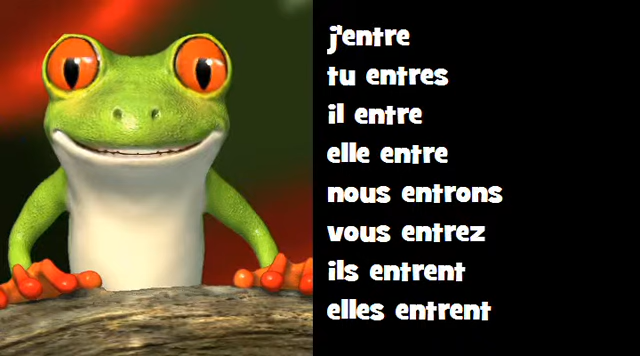 j'entre
tu entres
il entre
elle entre
nous entrons
vous entrez
ils entrent
elles entrent